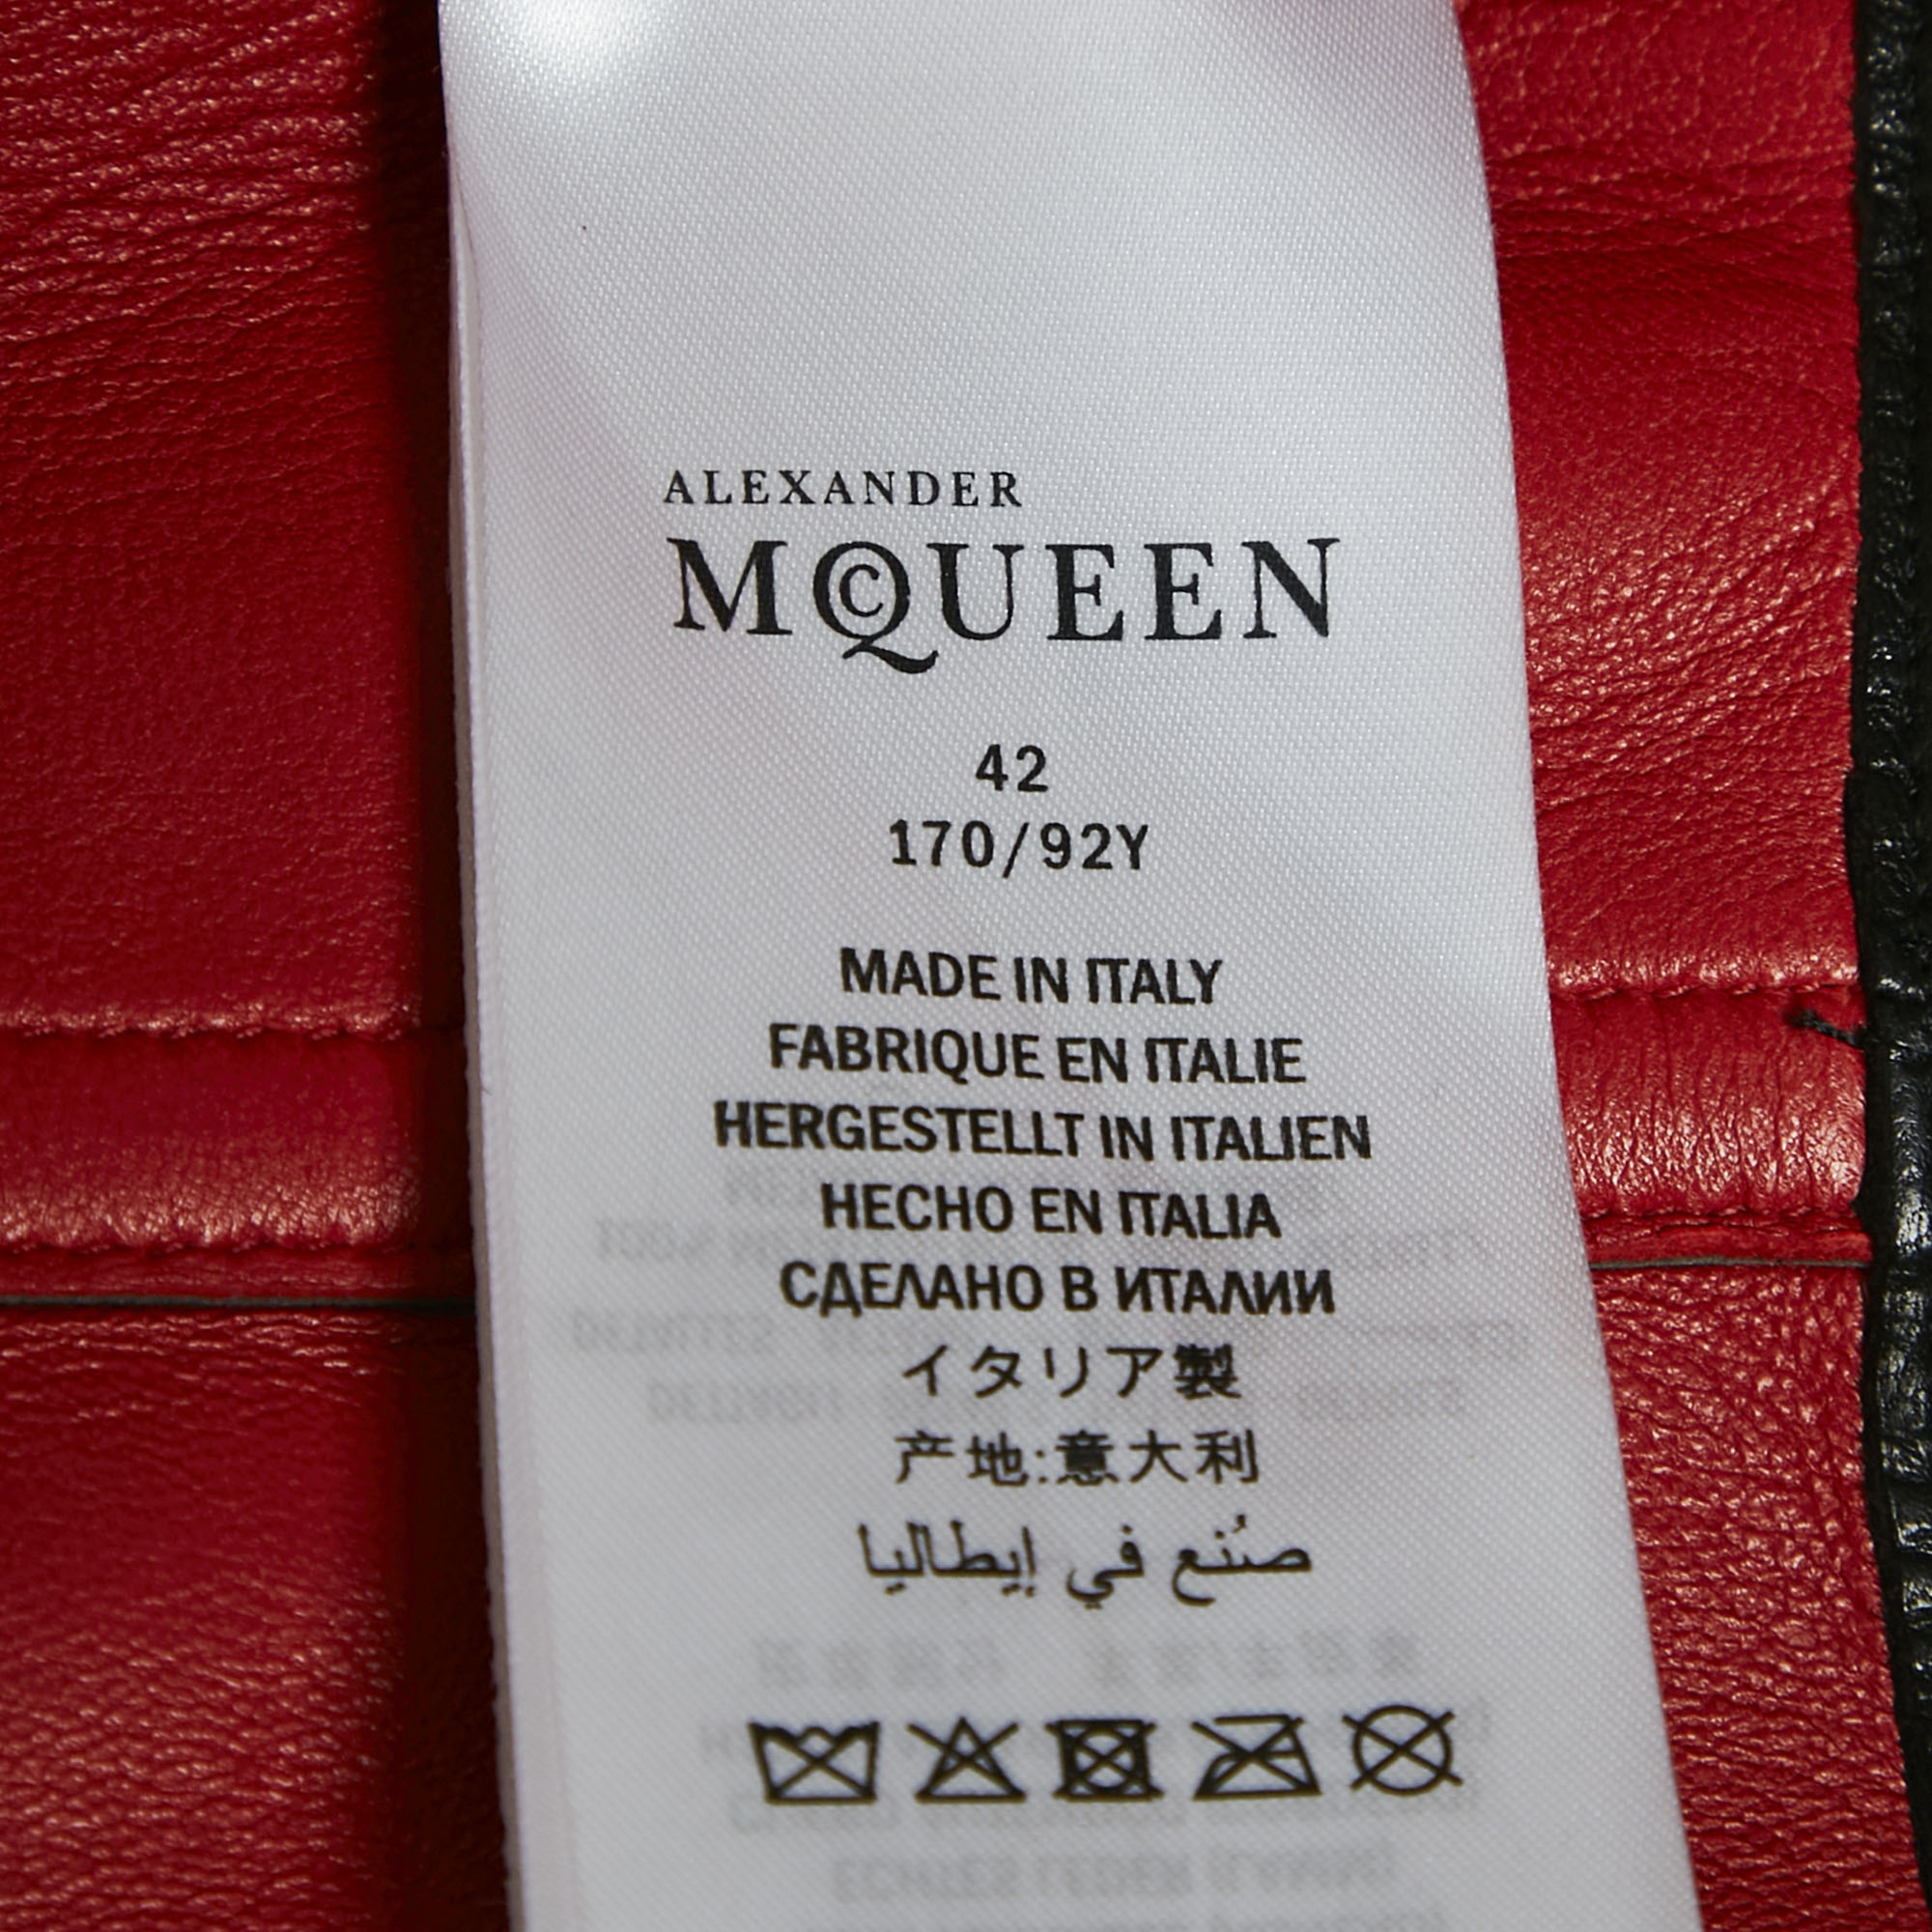 ALEXANDER
MCQUEEN
42
170/92Y
MADE IN ITALY
FABRIQUE EN ITALIE
HERGESTELLT IN ITALIEN
HECHO EN ITALIA
СДЕЛАНО В ИТАЛИИ
イタリア製
产地:意大利
صُنع في إيطاليا